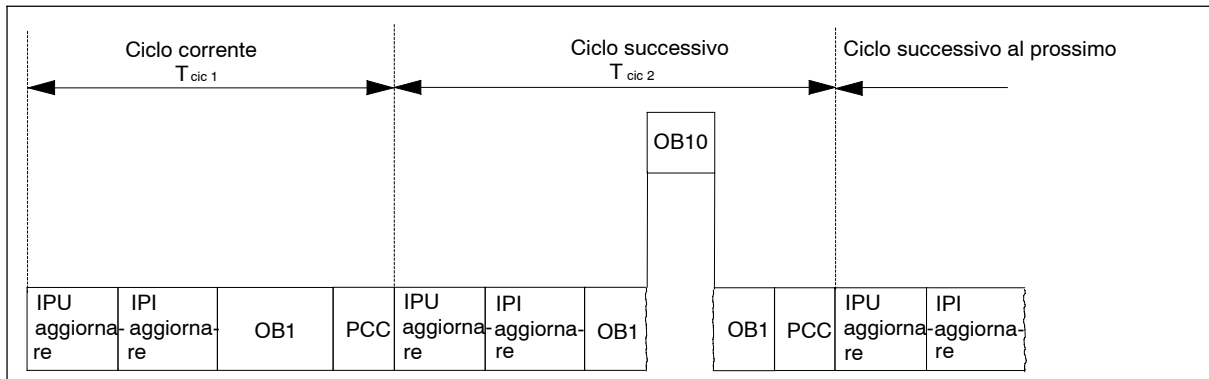 Ciclo corrente
T cic 1
Ciclo successivo
T cic 2
Ciclo successivo al prossimo
OB10
IPU
aggiorna-
re
IPI
aggiorna-
re
OB1
PCC
IPU
aggiorna-
re
IPI
aggiorna-
re
OB1
OB1
PCC
IPU
aggiorna-
re
IPI
aggiorna-
re